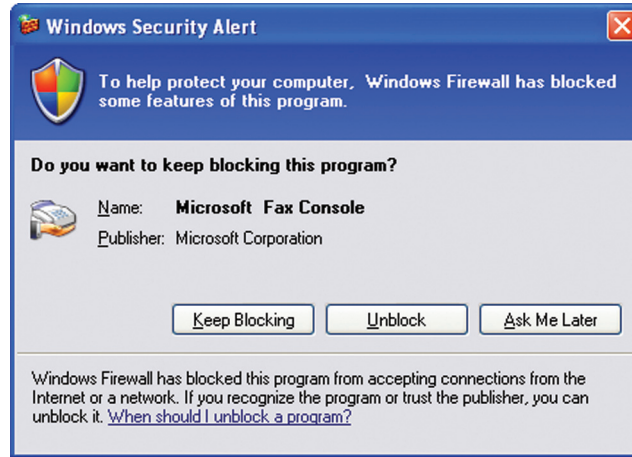 Windows Security Alert
To help protect your computer, Windows Firewall has blocked
some features of this program.
Do you want to keep blocking this program?
Name: Microsoft Fax Console
Publisher: Microsoft Corporation
Keep Blocking Unblock Ask Me Later
Windows Firewall has blocked this program from accepting connections from the
Internet or a network. If you recognize the program or trust the publisher, you can
unblock it. When should I unblock a program?